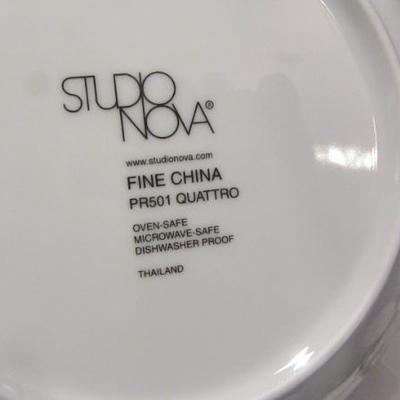 STUDIO
NOVA®
www.studionova.com
FINE CHINA
PR501 QUATTRO
OVEN-SAFE
MICROWAVE-SAFE
DISHWASHER PROOF
THAILAND